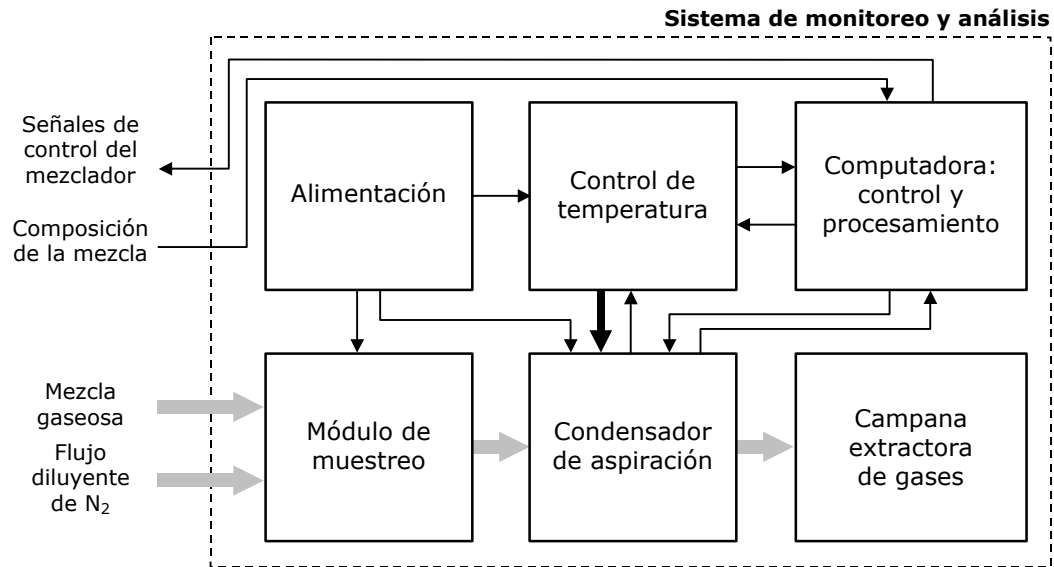 Sistema de monitoreo y análisis
Señales de
control del
mezclador
Composición
de la mezcla
Alimentación
Control de
temperatura
Computadora:
control y
procesamiento
Mezcla
gaseosa
Flujo
diluyente
de N₂
Módulo de
muestreo
Condensador
de aspiración
Campana
extractora
de gases